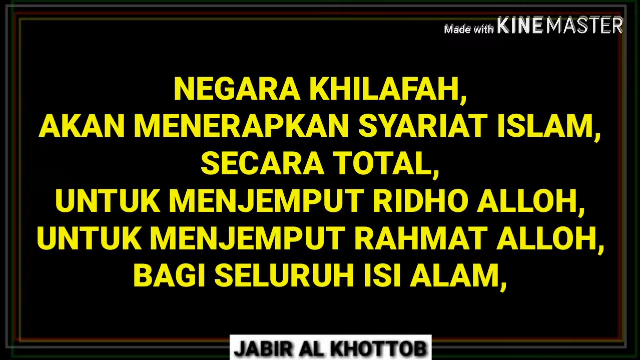 Made with KINEMASTER
NEGARA KHILAFAH,
AKAN MENERAPKAN SYARIAT ISLAM,
SECARA TOTAL,
UNTUK MENJEMPUT RIDHO ALLOH,
UNTUK MENJEMPUT RAHMAT ALLOH,
BAGI SELURUH ISI ALAM,
JABIR AL KHOTTOB